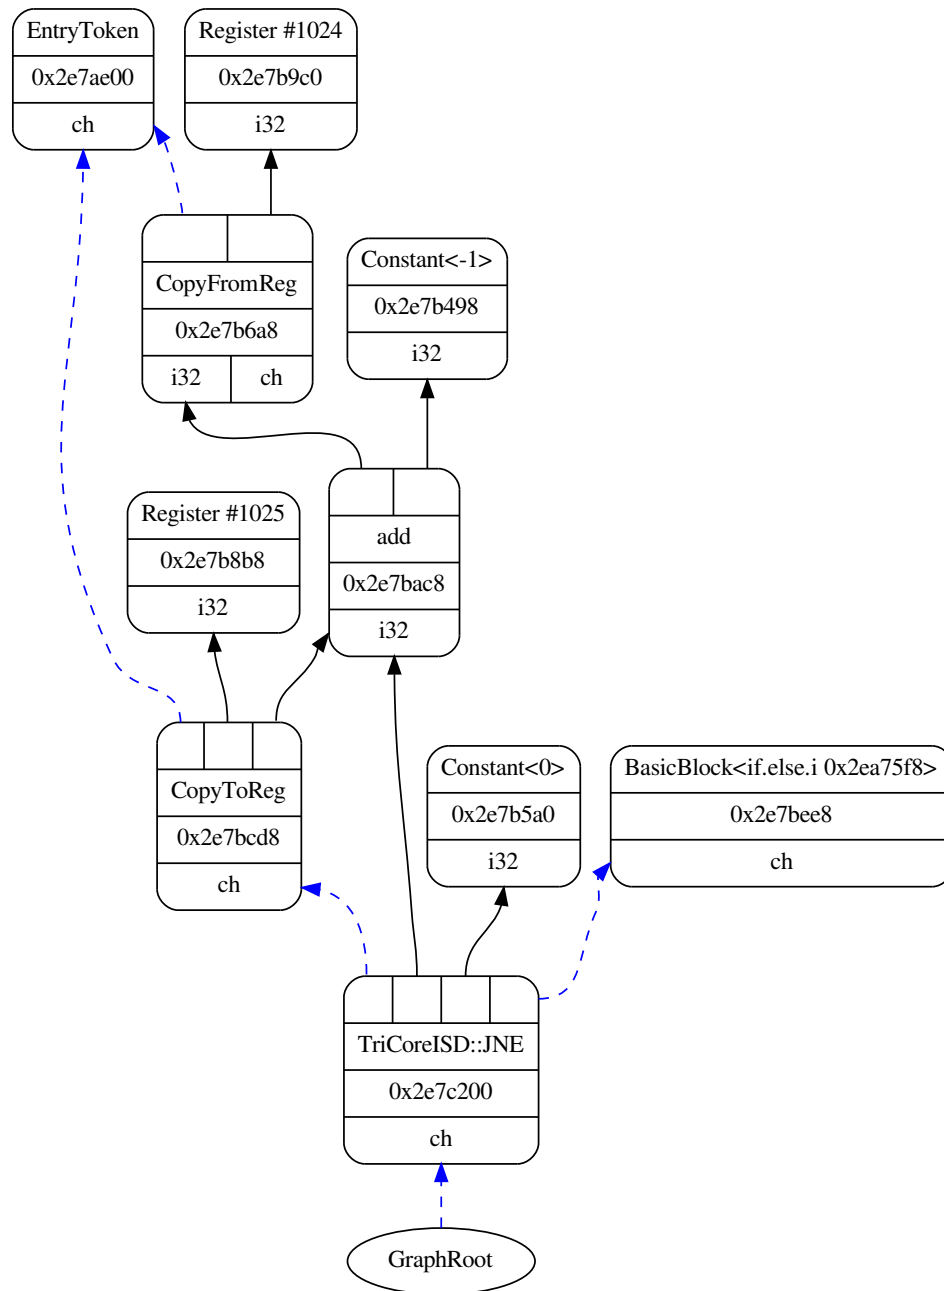 EntryToken
0x2e7ae00
ch
Register #1024
0x2e7b9c0
i32
CopyFromReg
0x2e7b6a8
i32 ch
Constant<-1>
0x2e7b498
i32
Register #1025
0x2e7b8b8
i32
add
0x2e7bac8
i32
CopyToReg
0x2e7bcd8
ch
Constant<0>
0x2e7b5a0
i32
BasicBlock<if.else.i 0x2ea75f8>
0x2e7bee8
ch
TriCoreISD::JNE
0x2e7c200
ch
GraphRoot